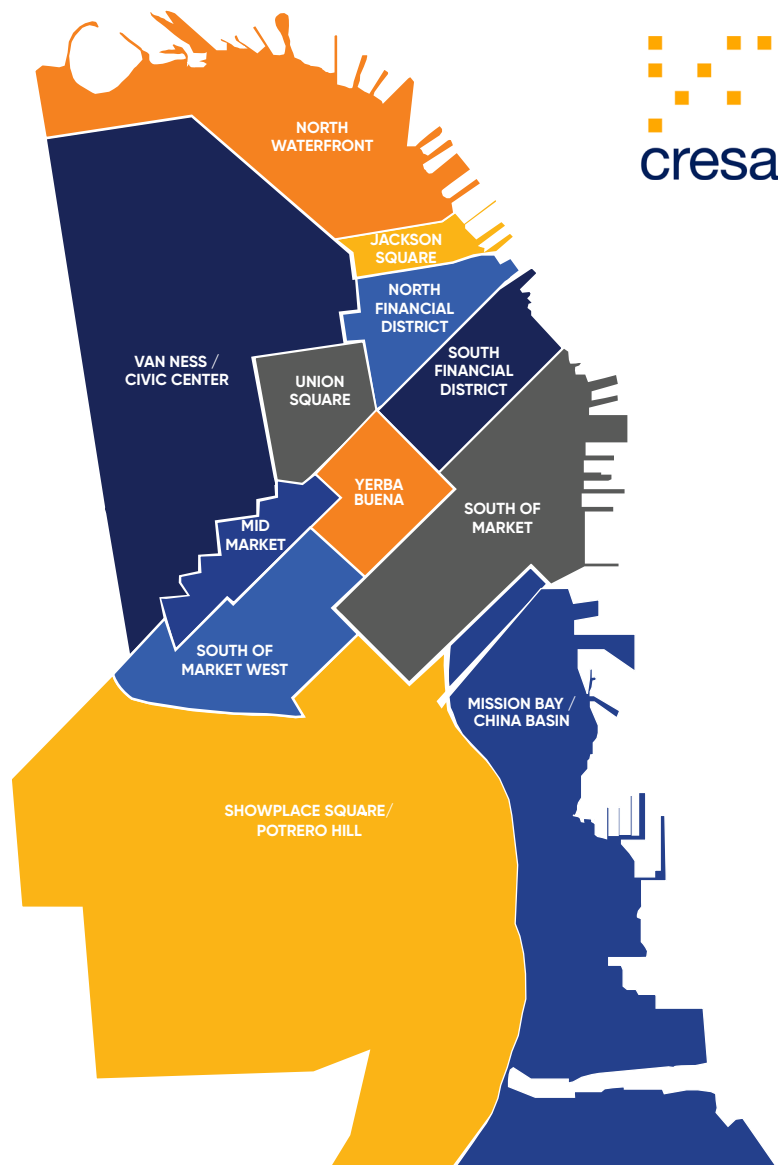 cresa
NORTH
WATERFRONT
JACKSON
SQUARE
NORTH
FINANCIAL
DISTRICT
SOUTH
FINANCIAL
DISTRICT
VAN NESS /
CIVIC CENTER
UNION
SQUARE
YERBA
BUENA
SOUTH OF
MARKET
MID
MARKET
SOUTH OF
MARKET WEST
MISSION BAY /
CHINA BASIN
SHOWPLACE SQUARE/
POTRERO HILL